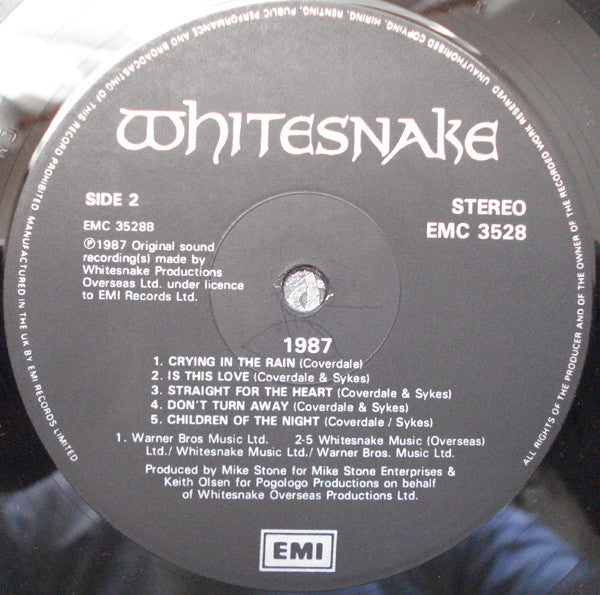 WHITESNAKE
SIDE 2
STEREO
EMC 3528B
EMC 3528
℗1987 Original sound
recording(s) made by
Whitesnake Productions
Overseas Ltd. under licence
to EMI Records Ltd.
1987
1. CRYING IN THE RAIN (Coverdale)
2. IS THIS LOVE (Coverdale & Sykes)
3. STRAIGHT FOR THE HEART (Coverdale & Sykes)
4. DON'T TURN AWAY (Coverdale & Sykes)
5. CHILDREN OF THE NIGHT (Coverdale / Sykes)
1. Warner Bros Music Ltd. 2-5 Whitesnake Music (Overseas)
Ltd./ Whitesnake Music Ltd./ Warner Bros. Music Ltd.
Produced by Mike Stone for Mike Stone Enterprises &
Keith Olsen for Pogologo Productions on behalf
of Whitesnake Overseas Productions Ltd.
EMI
ALL RIGHTS OF THE PRODUCER AND OF THE OWNER OF THE RECORDED WORK RESERVED UNAUTHORISED COPYING, HIRING, RENTING, PUBLIC PERFORMANCE AND BROADCASTING OF THIS RECORD PROHIBITED
MANUFACTURED IN THE UK BY EMI RECORDS LIMITED